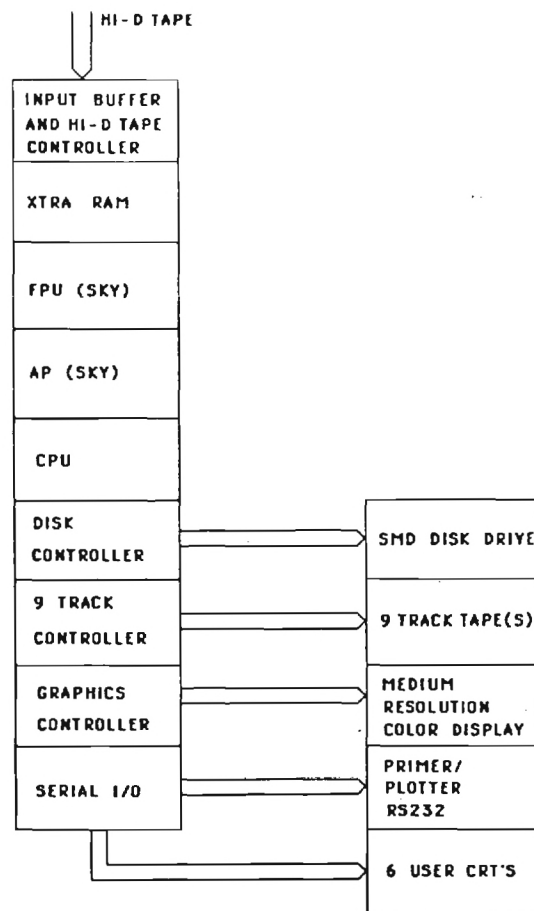 HI-D TAPE
INPUT BUFFER
AND HI-D TAPE
CONTROLLER
XTRA RAM
FPU (SKY)
AP (SKY)
CPU
DISK
CONTROLLER
9 TRACK
CONTROLLER
GRAPHICS
CONTROLLER
SERIAL I/O
SMD DISK DRIVE
9 TRACK TAPE(S)
MEDIUM
RESOLUTION
COLOR DISPLAY
PRIMER/
PLOTTER
RS232
6 USER CRT'S